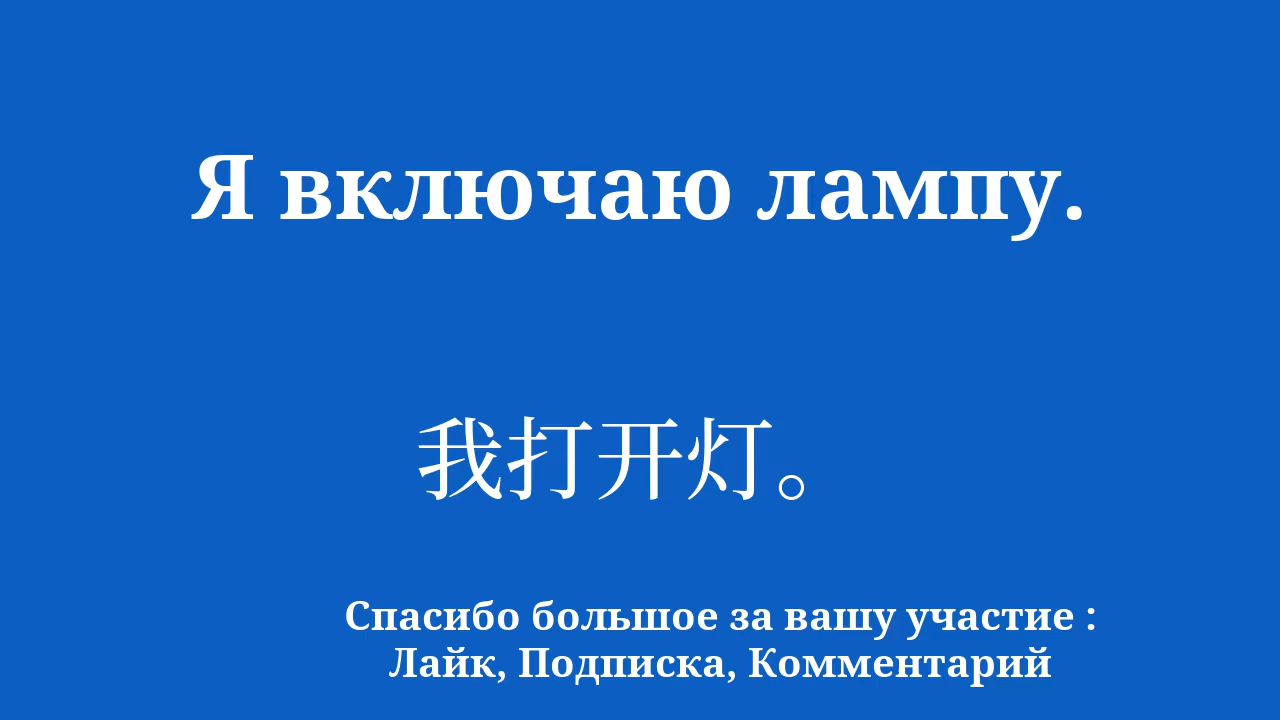 Я включаю лампу.
我打开灯。
Спасибо большое за вашу участие :
Лайк, Подписка, Комментарий